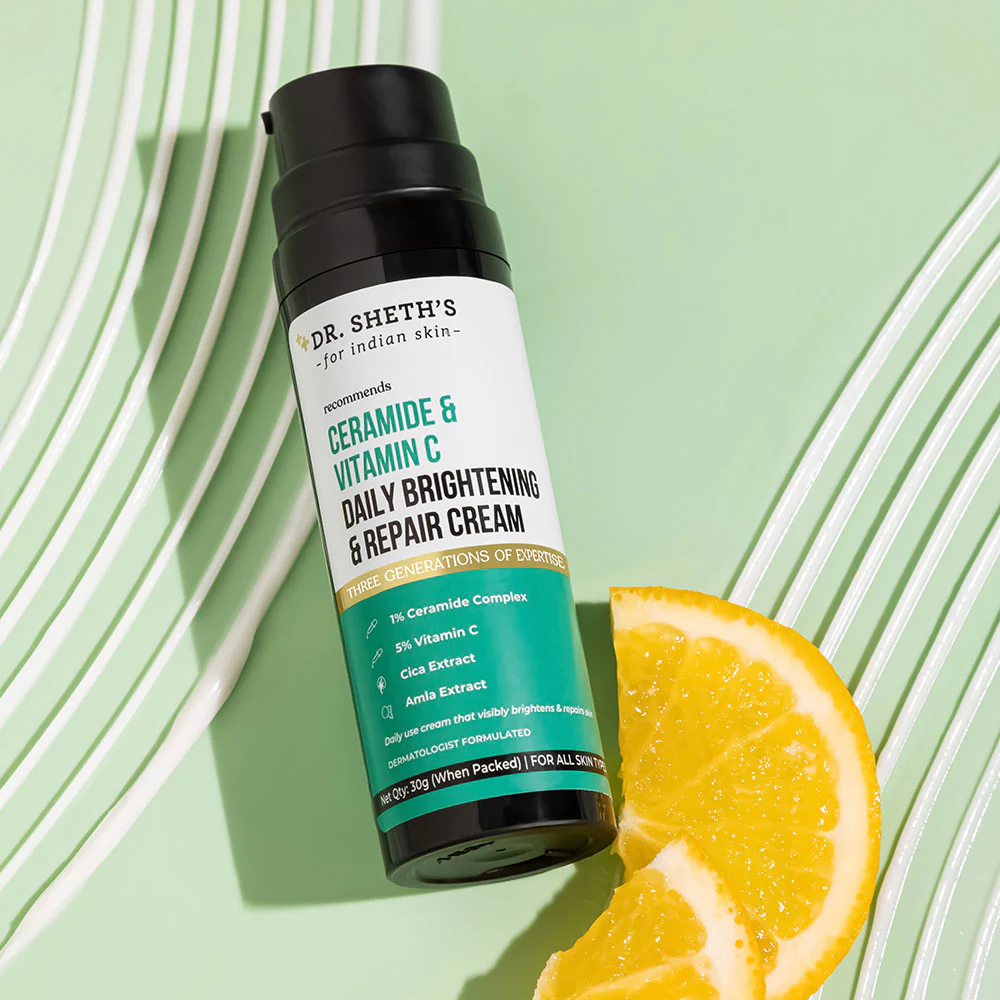 DR. SHETH'S
-for indian skin-
recommends
CERAMIDE &
VITAMIN C
DAILY BRIGHTENING
& REPAIR CREAM
THREE GENERATIONS OF EXPERTISE
1% Ceramide Complex
5% Vitamin C
Cica Extract
Amla Extract
Daily use cream that visibly brightens & repairs skin
DERMATOLOGIST FORMULATED
Net Qty: 30g (When Packed) | FOR ALL SKIN TYPE